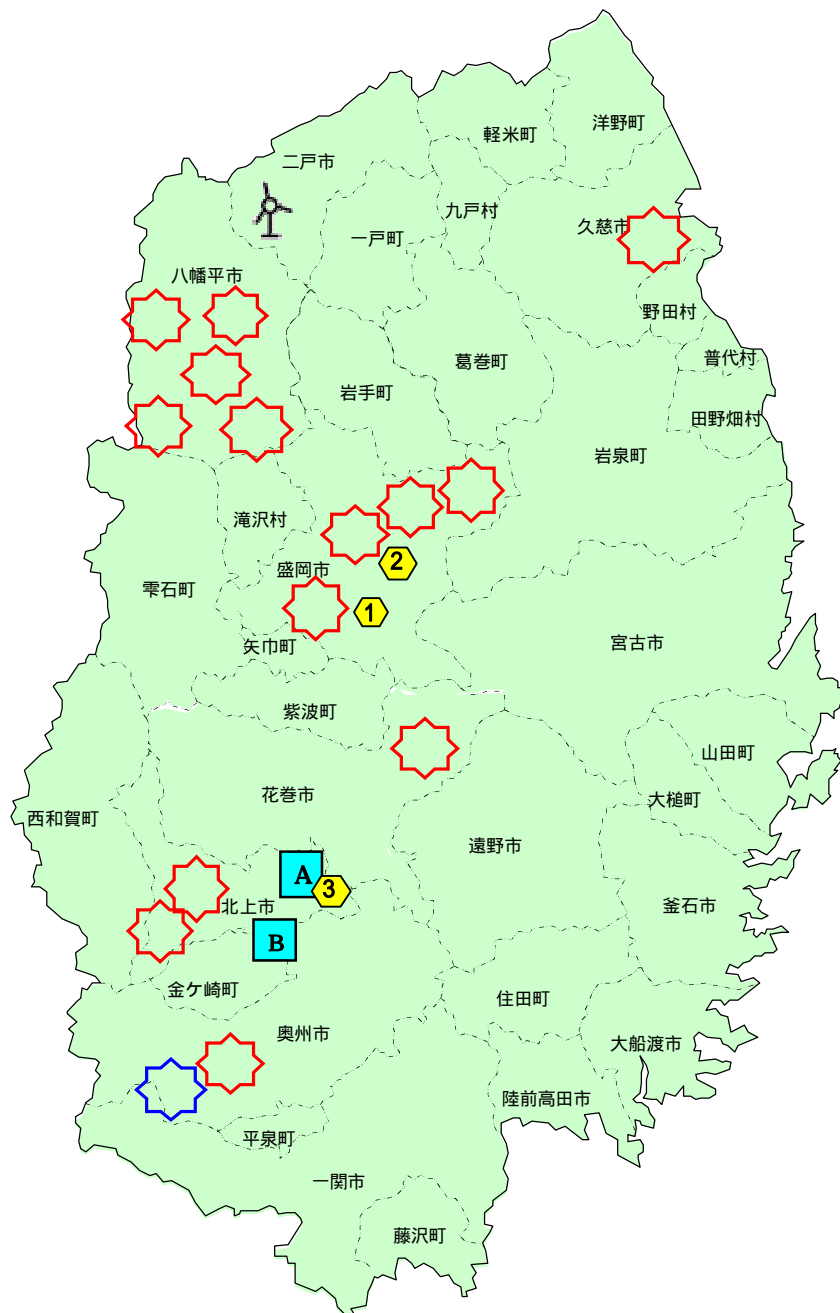 洋野町
軽米町
二戸市
九戸村
久慈市
一戸町
八幡平市
野田村
普代村
葛巻町
岩手町
田野畑村
岩泉町
滝沢村
2
盛岡市
雫石町
1
宮古市
矢巾町
紫波町
山田町
花巻市
大槌町
西和賀町
遠野市
A
3
北上市
釜石市
B
金ケ崎町
住田町
奥州市
大船渡市
陸前高田市
平泉町
一関市
藤沢町